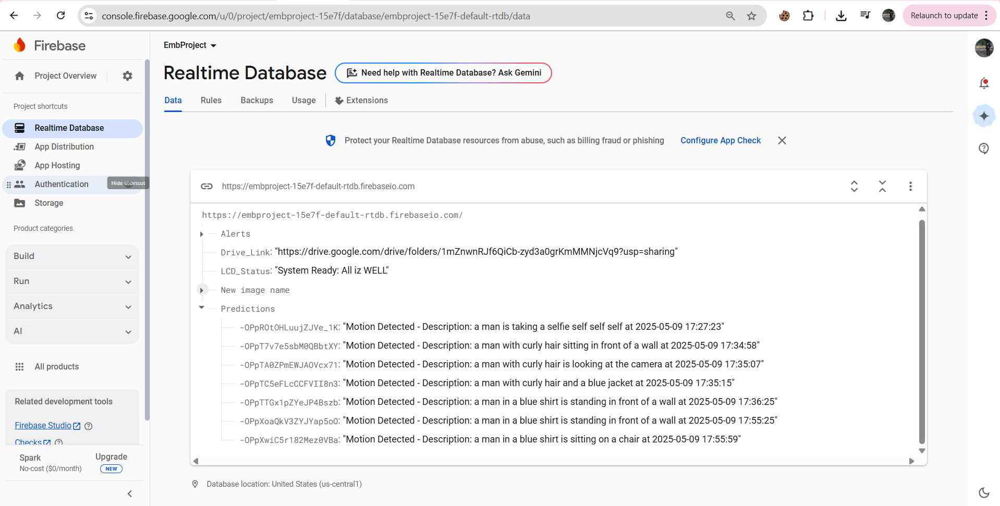 console.firebase.google.com/u/0/project/embproject-15e7f/database/embproject-15e7f-default-rtdb/data
Relaunch to update
Firebase
Project Overview
Project shortcuts
Realtime Database
App Distribution
App Hosting
Authentication
Hide shortcut
Storage
Product categories
Build
Run
Analytics
AI
All products
Related development tools
Firebase Studio
Checks
Spark
No-cost ($0/month)
Upgrade
NEW
EmbProject
Realtime Database
Need help with Realtime Database? Ask Gemini
Data Rules Backups Usage Extensions
Protect your Realtime Database resources from abuse, such as billing fraud or phishing Configure App Check
https://embproject-15e7f-default-rtdb.firebaseio.com
https://embproject-15e7f-default-rtdb.firebaseio.com/
Alerts
Drive_Link: "https://drive.google.com/drive/folders/1mZnwnRJf6QiCb-zyd3a0grKmMMNjcVq9?usp=sharing"
LCD_Status: "System Ready: All iz WELL"
New image name
Predictions
-OPpROtOHLuujZJVe_1K: "Motion Detected - Description: a man is taking a selfie self self self at 2025-05-09 17:27:23"
-OPpT7v7e5sbM0QBbtXY: "Motion Detected - Description: a man with curly hair sitting in front of a wall at 2025-05-09 17:34:58"
-OPpTA0ZPmEWJAOVcx71: "Motion Detected - Description: a man with curly hair is looking at the camera at 2025-05-09 17:35:07"
-OPpTC5eFLcCCFVII8n3: "Motion Detected - Description: a man with curly hair and a blue jacket at 2025-05-09 17:35:15"
-OPpTTGx1pZYeJP4Bszb: "Motion Detected - Description: a man in a blue shirt is standing in front of a wall at 2025-05-09 17:36:25"
-OPpXoaQkV3ZYJYap5oO: "Motion Detected - Description: a man in a blue shirt is standing in front of a wall at 2025-05-09 17:55:25"
-OPpXwiC5r182Mez0VBa: "Motion Detected - Description: a man in a blue shirt is sitting on a chair at 2025-05-09 17:55:59"
Database location: United States (us-central1)